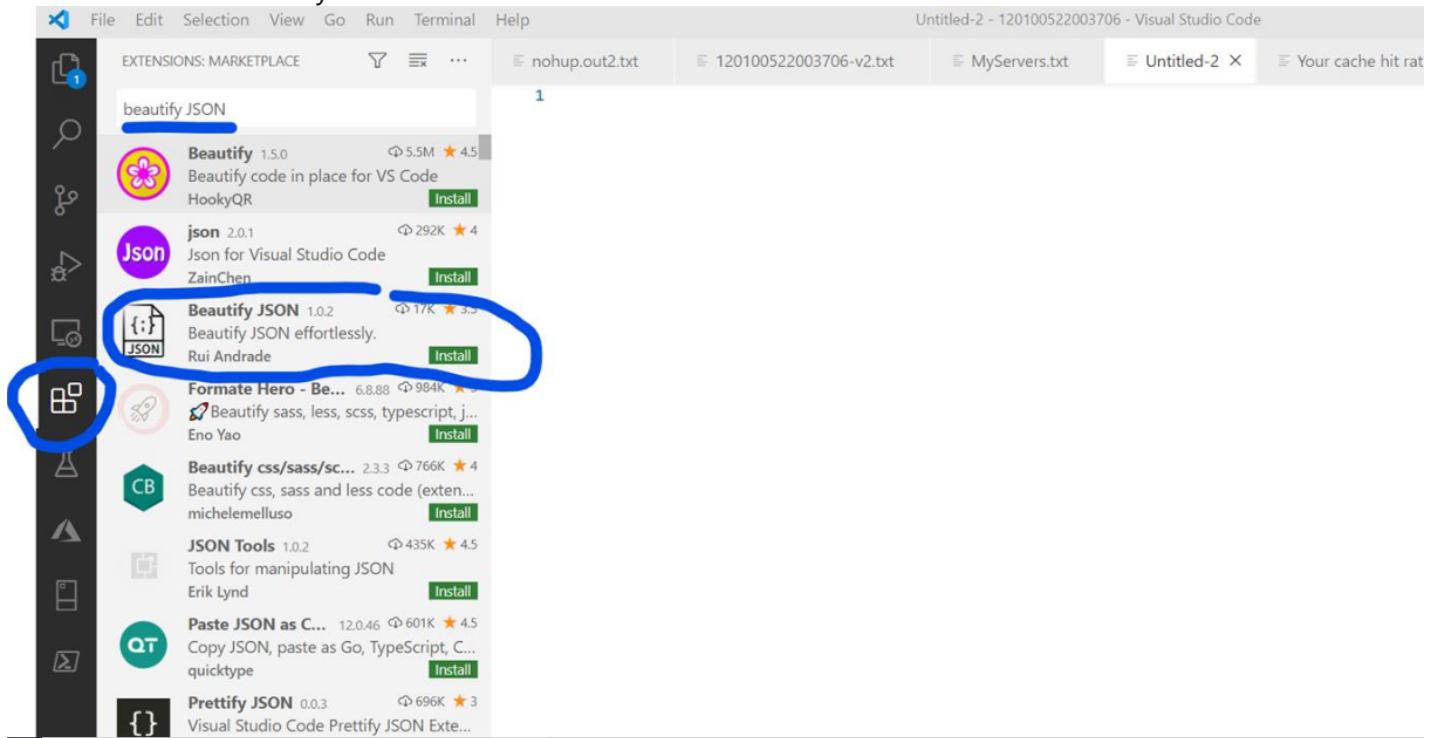 File Edit Selection View Go Run Terminal Help
Untitled-2 - 120100522003706 - Visual Studio Code
EXTENSIONS: MARKETPLACE
nohup.out2.txt
120100522003706-v2.txt
MyServers.txt
Untitled-2
Your cache hit rat
1
beautify JSON
1
Beautify 1.5.0 5.5M 4.5
Beautify code in place for VS Code
HookyQR Install
Json
json 2.0.1 292K 4
Json for Visual Studio Code
ZainChen Install
{;}
JSON
Beautify JSON 1.0.2 17K 3.5
Beautify JSON effortlessly.
Rui Andrade Install
Formate Hero - Be... 6.8.88 984K
Beautify sass, less, scss, typescript, j...
Eno Yao Install
CB
Beautify css/sass/sc... 2.3.3 766K 4
Beautify css, sass and less code (exten...
michelemelluso Install
JSON Tools 1.0.2 435K 4.5
Tools for manipulating JSON
Erik Lynd Install
QT
Paste JSON as C... 12.0.46 601K 4.5
Copy JSON, paste as Go, TypeScript, C...
quicktype Install
{}
Prettify JSON 0.0.3 696K 3
Visual Studio Code Prettify JSON Exte...